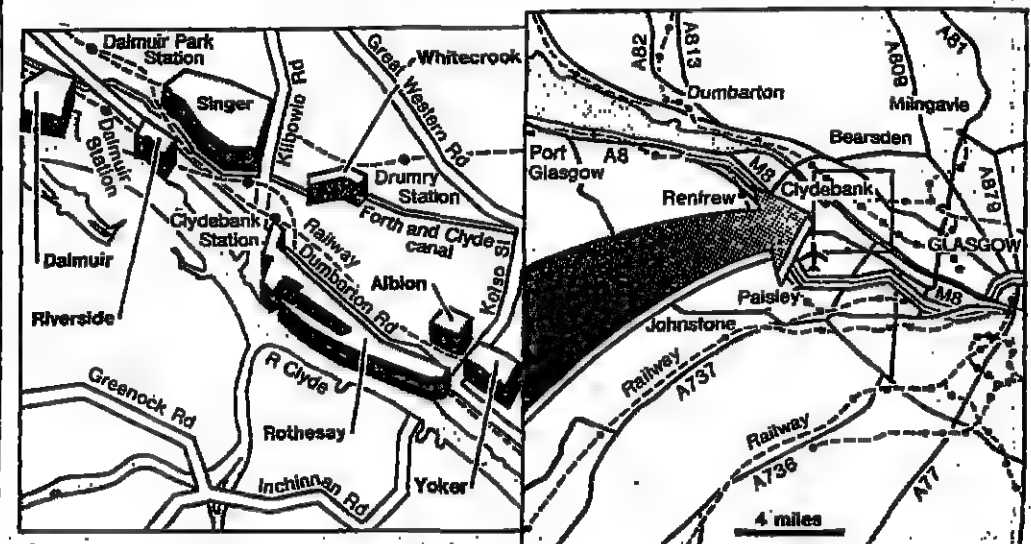 Dalmuir Park
Station
Singer
Kilbowie Rd
Great Western Rd
Whitecrook
Dalmuir
Station
Drumry
Station
Forth and Clyde
canal
Clydebank
Station
Railway
Dumbarton Rd
Albion
Kelso St
Dalmuir
Riverside
R Clyde
Greenock Rd
Rothesay
Inchinnan Rd
Yoker
A82
A813
A809
A81
Dumbarton
Milngavie
Bearsden
Port
Glasgow
A8
M8
Renfrew
Clydebank
A879
GLASGOW
Paisley
M8
Johnstone
Railway
A737
Railway
A736
A77
4 miles